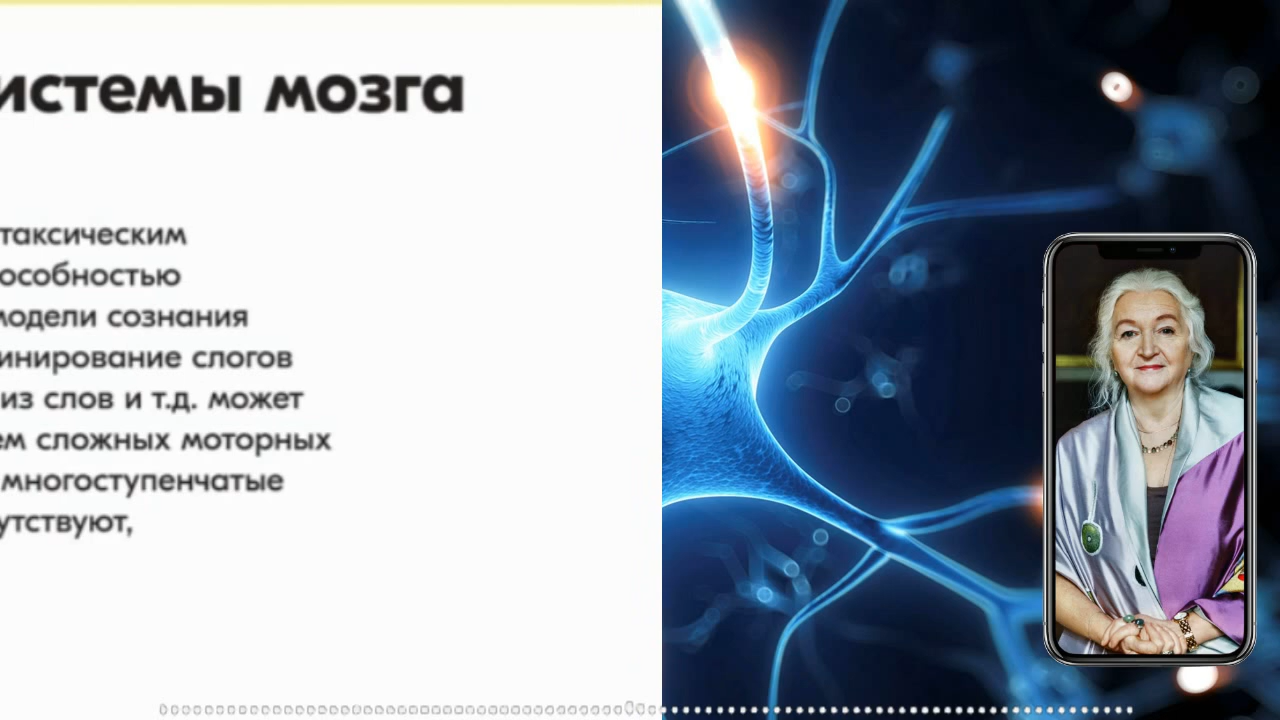 истемы мозга
таксическим
особностью
модели сознания
инирование слогов
из слов и т.д. может
ем сложных моторных
многоступенчатые
утствуют,